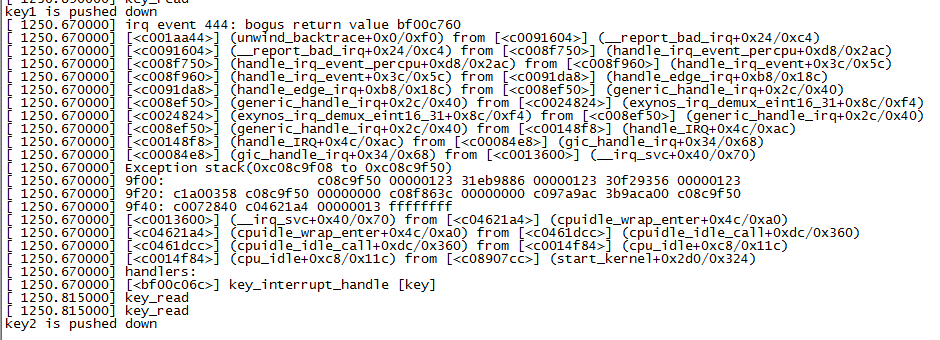 key1 is pushed down
[ 1250.670000] irq event 444: bogus return value bf00c760
[ 1250.670000] [<c001aa44>] (unwind_backtrace+0x0/0xf0) from [<c0091604>] (__report_bad_irq+0x24/0xc4)
[ 1250.670000] [<c0091604>] (__report_bad_irq+0x24/0xc4) from [<c008f750>] (handle_irq_event_percpu+0xd8/0x2ac)
[ 1250.670000] [<c008f750>] (handle_irq_event_percpu+0xd8/0x2ac) from [<c008f960>] (handle_irq_event+0x3c/0x5c)
[ 1250.670000] [<c008f960>] (handle_irq_event+0x3c/0x5c) from [<c0091da8>] (handle_edge_irq+0xb8/0x18c)
[ 1250.670000] [<c0091da8>] (handle_edge_irq+0xb8/0x18c) from [<c008ef50>] (generic_handle_irq+0x2c/0x40)
[ 1250.670000] [<c008ef50>] (generic_handle_irq+0x2c/0x40) from [<c0024824>] (exynos_irq_demux_eint16_31+0x8c/0xf4)
[ 1250.670000] [<c0024824>] (exynos_irq_demux_eint16_31+0x8c/0xf4) from [<c008ef50>] (generic_handle_irq+0x2c/0x40)
[ 1250.670000] [<c008ef50>] (generic_handle_irq+0x2c/0x40) from [<c00148f8>] (handle_IRQ+0x4c/0xac)
[ 1250.670000] [<c00148f8>] (handle_IRQ+0x4c/0xac) from [<c00084e8>] (gic_handle_irq+0x34/0x68)
[ 1250.670000] [<c00084e8>] (gic_handle_irq+0x34/0x68) from [<c0013600>] (__irq_svc+0x40/0x70)
[ 1250.670000] Exception stack(0xc08c9f08 to 0xc08c9f50)
[ 1250.670000] 9f00: c08c9f50 00000123 31eb9886 00000123 30f29356 00000123
[ 1250.670000] 9f20: c1a00358 c08c9f50 00000000 c08f863c 00000000 c097a9ac 3b9aca00 c08c9f50
[ 1250.670000] 9f40: c0072840 c04621a4 00000013 ffffffff
[ 1250.670000] [<c0013600>] (__irq_svc+0x40/0x70) from [<c04621a4>] (cpuidle_wrap_enter+0x4c/0xa0)
[ 1250.670000] [<c04621a4>] (cpuidle_wrap_enter+0x4c/0xa0) from [<c0461dcc>] (cpuidle_idle_call+0xdc/0x360)
[ 1250.670000] [<c0461dcc>] (cpuidle_idle_call+0xdc/0x360) from [<c0014f84>] (cpu_idle+0xc8/0x11c)
[ 1250.670000] [<c0014f84>] (cpu_idle+0xc8/0x11c) from [<c08907cc>] (start_kernel+0x2d0/0x324)
[ 1250.670000] handlers:
[ 1250.670000] [<bf00c06c>] key_interrupt_handle [key]
[ 1250.815000] key_read
[ 1250.815000] key_read
key2 is pushed down